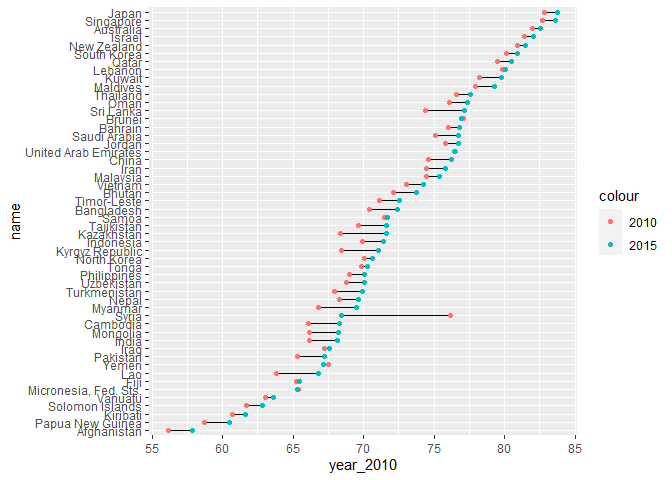 Japan
Singapore
Australia
Israel
New Zealand
South Korea
Qatar
Lebanon
Kuwait
Maldives
Thailand
Oman
Sri Lanka
Brunei
Bahrain
Saudi Arabia
Jordan
United Arab Emirates
China
Iran
Malaysia
Vietnam
Bhutan
Timor-Leste
Bangladesh
Samoa
Tajikistan
Kazakhstan
Indonesia
Kyrgyz Republic
North Korea
Tonga
Philippines
Uzbekistan
Turkmenistan
Nepal
Myanmar
Syria
Cambodia
Mongolia
India
Iraq
Pakistan
Yemen
Lao
Fiji
Micronesia, Fed. Sts.
Vanuatu
Solomon Islands
Kiribati
Papua New Guinea
Afghanistan
name
55 60 65 70 75 80 85
year_2010
colour
2010
2015